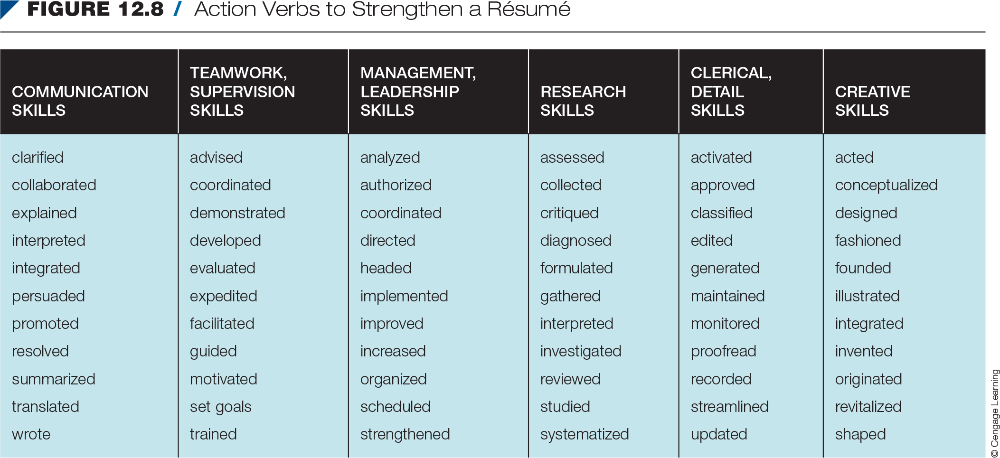 FIGURE 12.8 / Action Verbs to Strengthen a Résumé
COMMUNICATION
SKILLS
TEAMWORK,
SUPERVISION
SKILLS
MANAGEMENT,
LEADERSHIP
SKILLS
RESEARCH
SKILLS
CLERICAL,
DETAIL
SKILLS
CREATIVE
SKILLS
clarified advised analyzed assessed activated acted
collaborated coordinated authorized collected approved conceptualized
explained demonstrated coordinated critiqued classified designed
interpreted developed directed diagnosed edited fashioned
integrated evaluated headed formulated generated founded
persuaded expedited implemented gathered maintained illustrated
promoted facilitated improved interpreted monitored integrated
resolved guided increased investigated proofread invented
summarized motivated organized reviewed recorded originated
translated set goals scheduled studied streamlined revitalized
wrote trained strengthened systematized updated shaped
© Cengage Learning